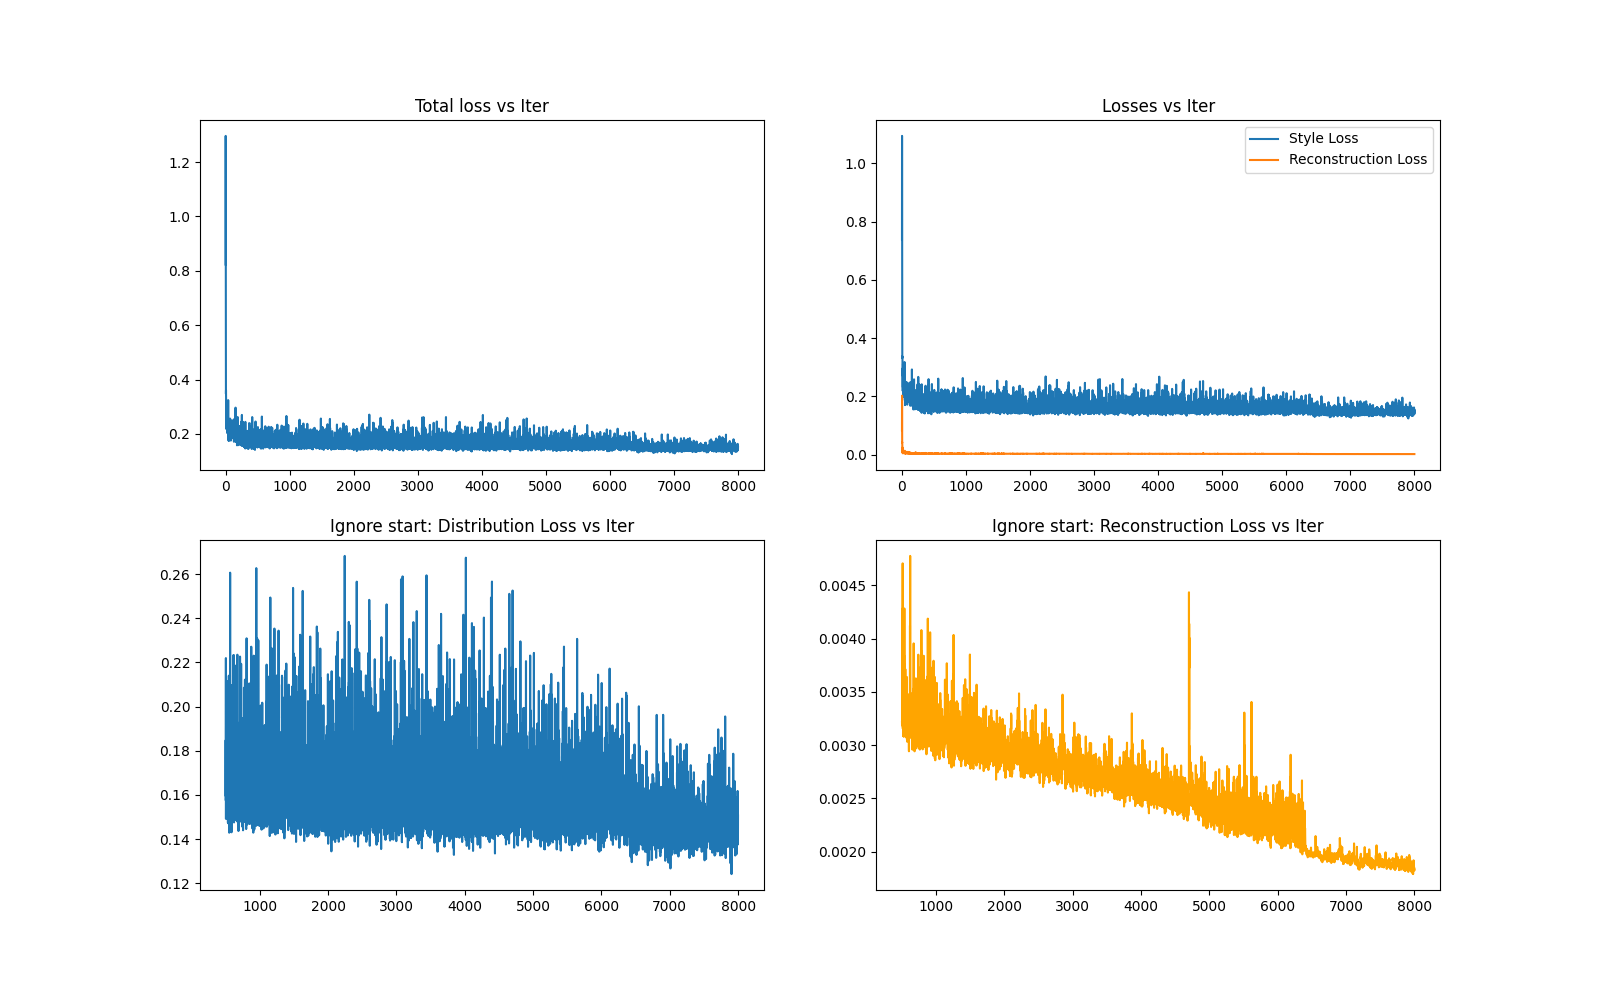 Total loss vs Iter
1.2
1.0
0.8
0.6
0.4
0.2
0 1000 2000 3000 4000 5000 6000 7000 8000
Losses vs Iter
Style Loss
Reconstruction Loss
1.0
0.8
0.6
0.4
0.2
0.0
0 1000 2000 3000 4000 5000 6000 7000 8000
Ignore start: Distribution Loss vs Iter
0.26
0.24
0.22
0.20
0.18
0.16
0.14
0.12
1000 2000 3000 4000 5000 6000 7000 8000
Ignore start: Reconstruction Loss vs Iter
0.0045
0.0040
0.0035
0.0030
0.0025
0.0020
1000 2000 3000 4000 5000 6000 7000 8000